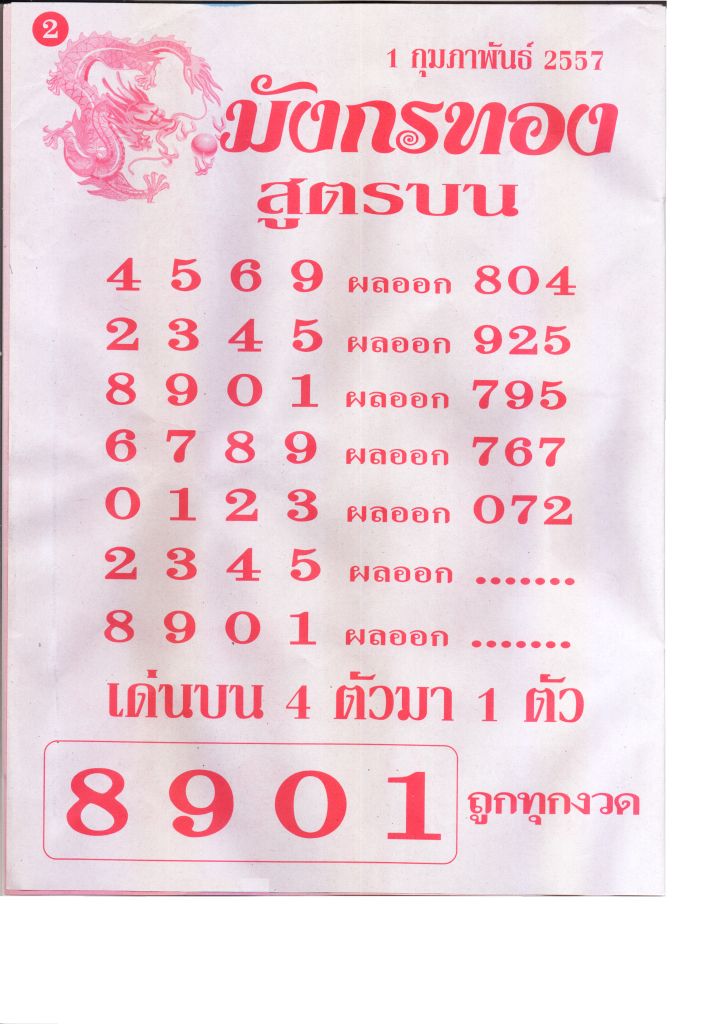 2
1 กุมภาพันธ์ 2557
มังกรทอง
สูตรบน
4 5 6 9 ผลออก 804
2 3 4 5 ผลออก 925
8 9 0 1 ผลออก 795
6 7 8 9 ผลออก 767
0 1 2 3 ผลออก 072
2 3 4 5 ผลออก .......
8 9 0 1 ผลออก .......
เด่นบน 4 ตัวมา 1 ตัว
8 9 0 1 ถูกทุกงวด